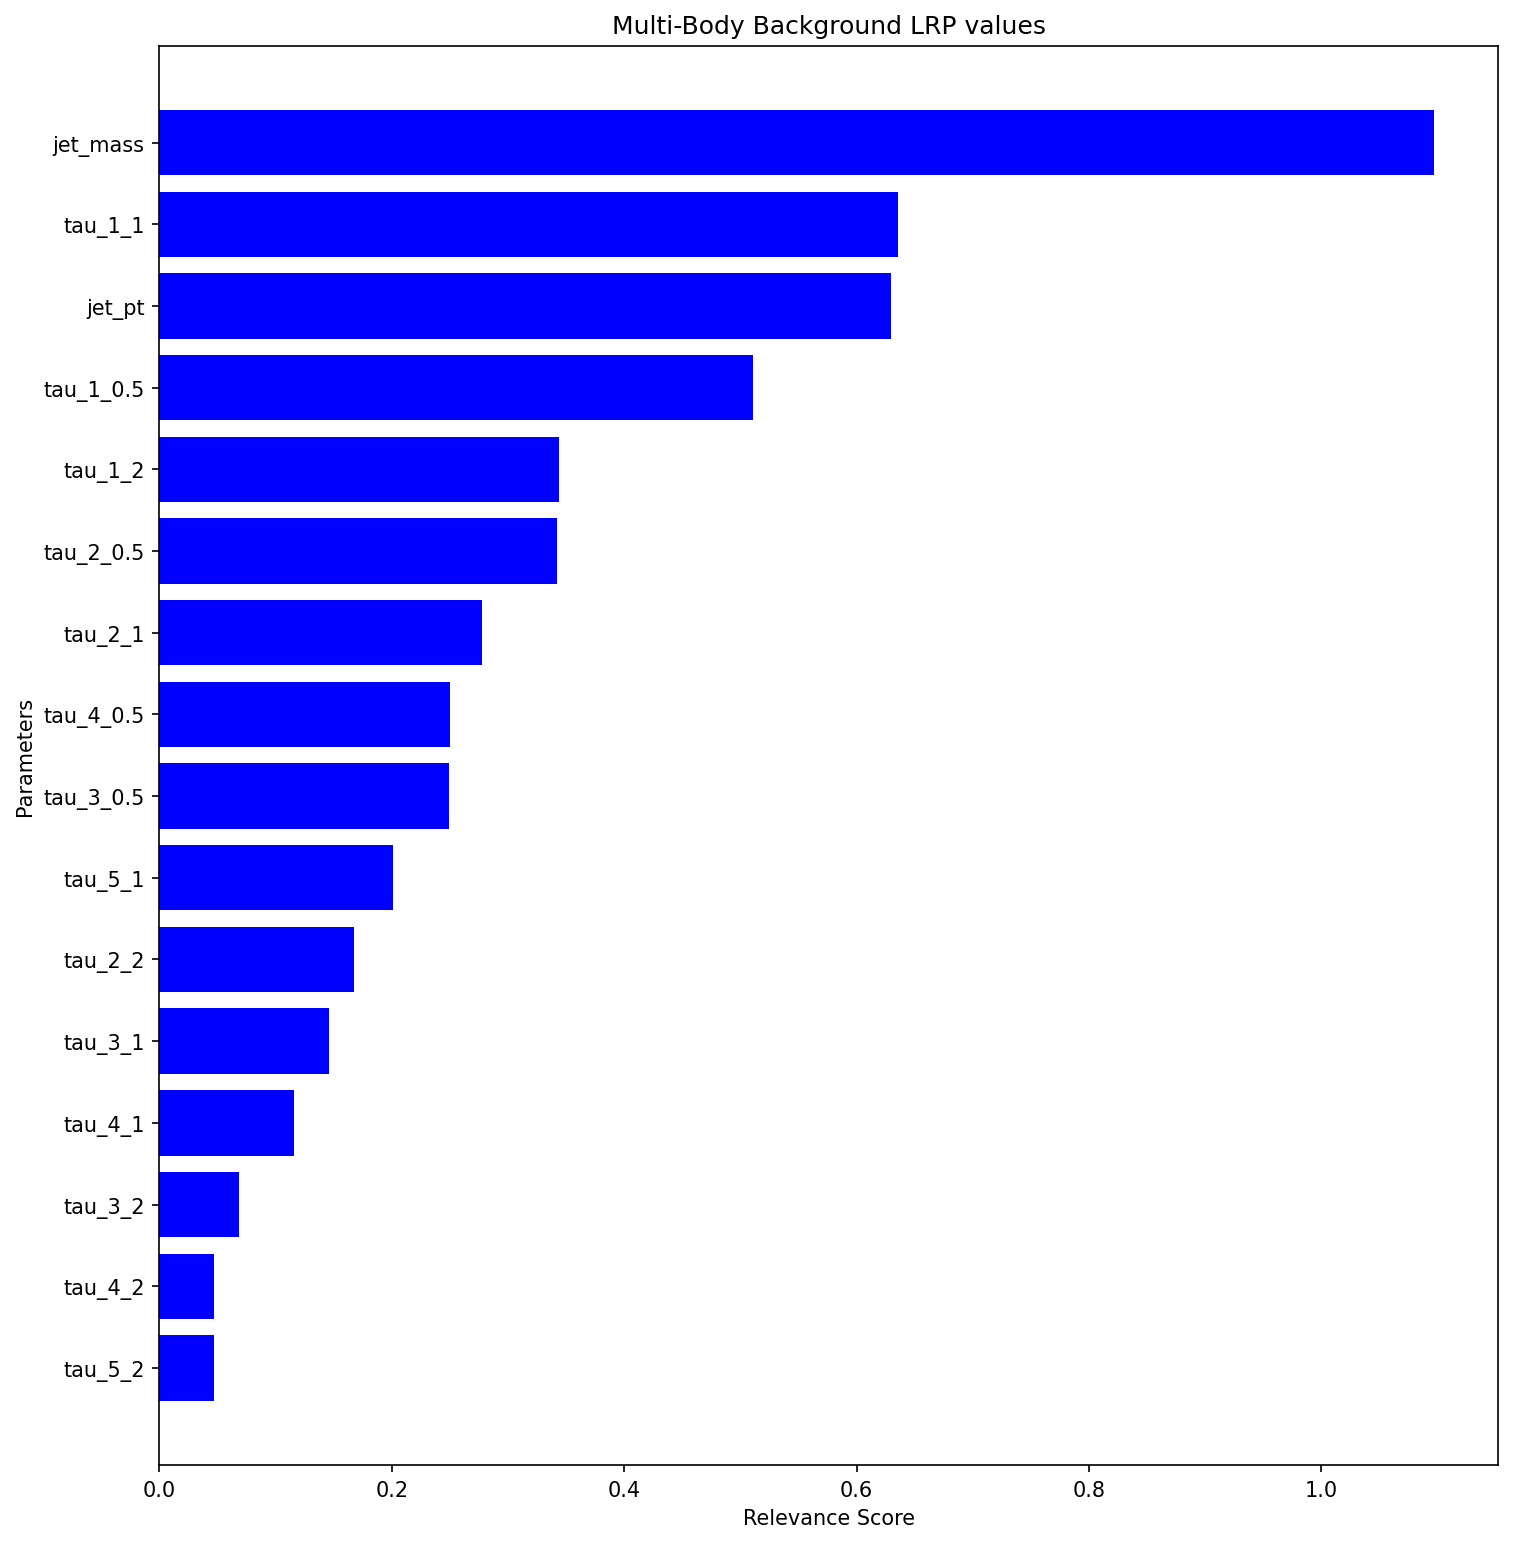 Multi-Body Background LRP values
jet_mass
tau_1_1
jet_pt
tau_1_0.5
tau_1_2
tau_2_0.5
tau_2_1
tau_4_0.5
tau_3_0.5
tau_5_1
tau_2_2
tau_3_1
tau_4_1
tau_3_2
tau_4_2
tau_5_2
Parameters
0.0 0.2 0.4 0.6 0.8 1.0
Relevance Score